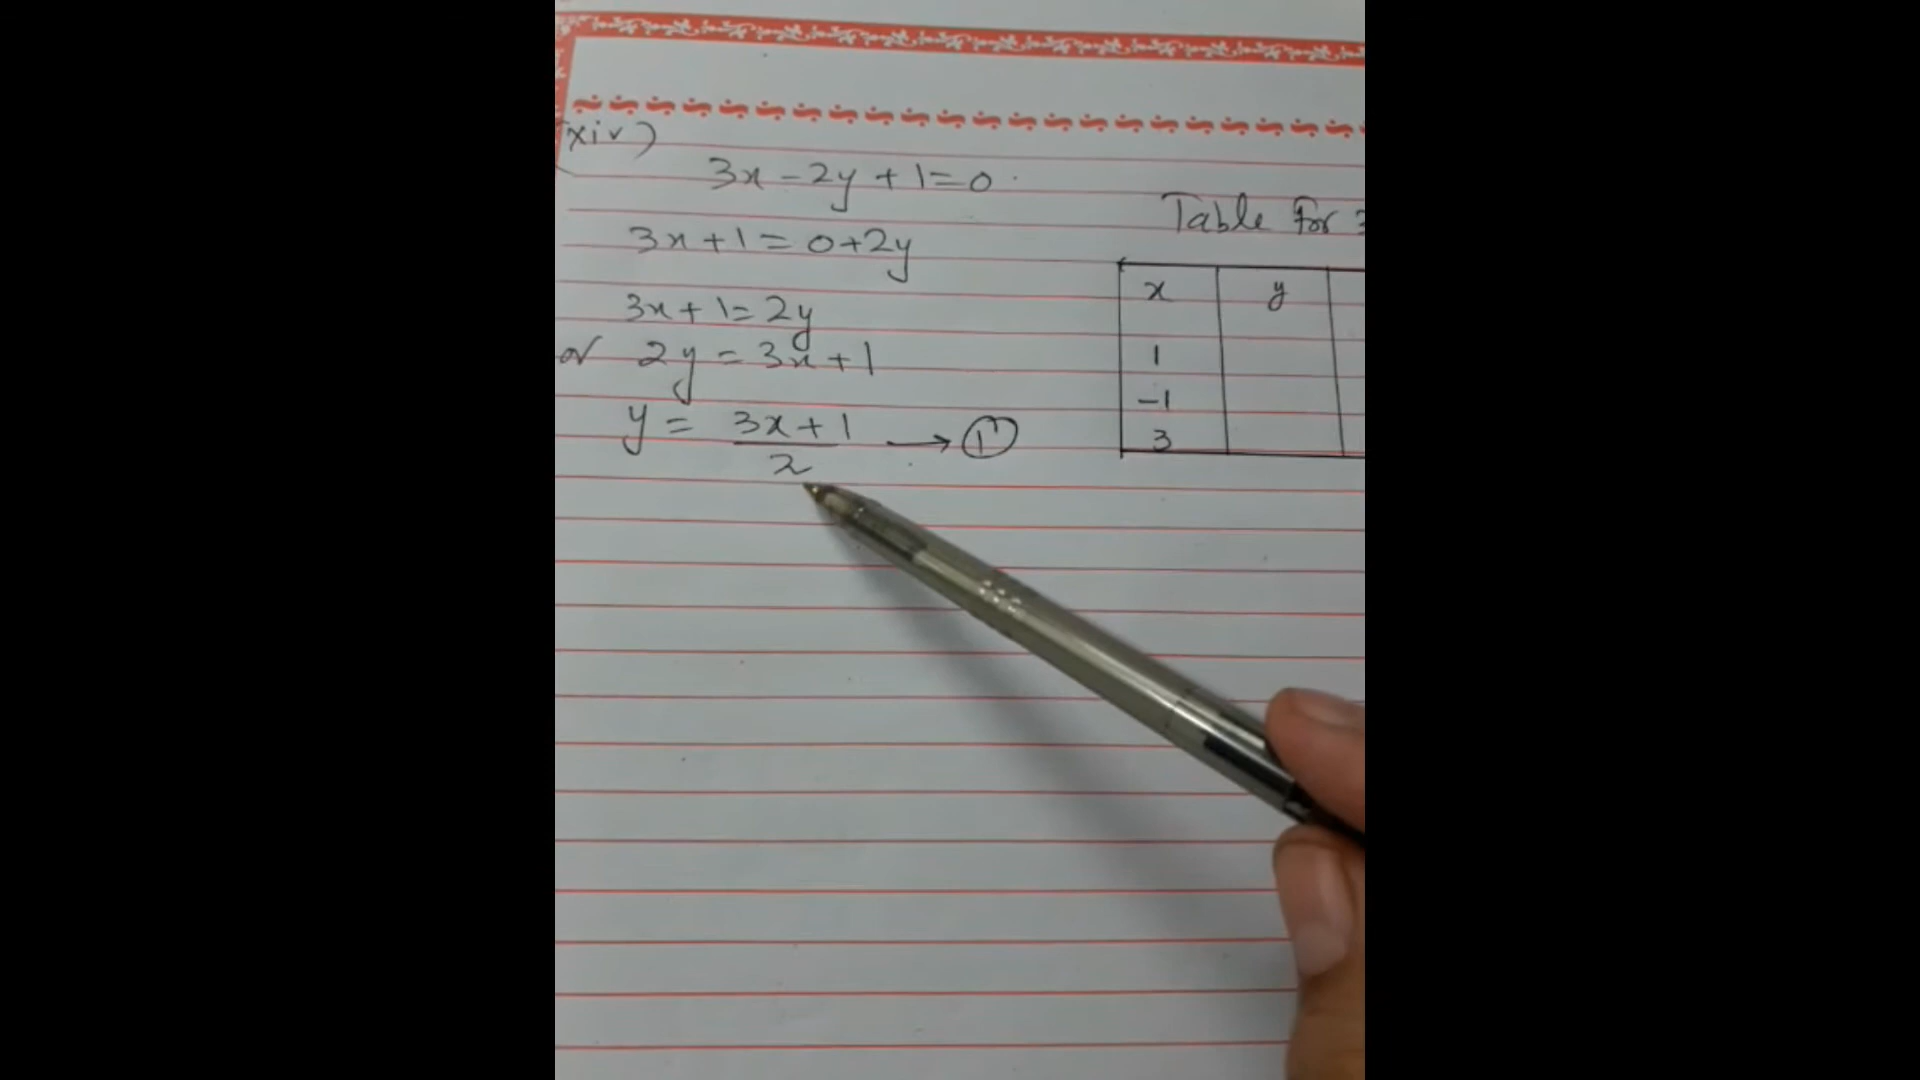 (xiv)
3x - 2y + 1 = 0
3x + 1 = 0 + 2y
3x + 1 = 2y
or 2y = 3x + 1
y = 3x + 1 / 2 →
Table For 3
x y
1
-1
3